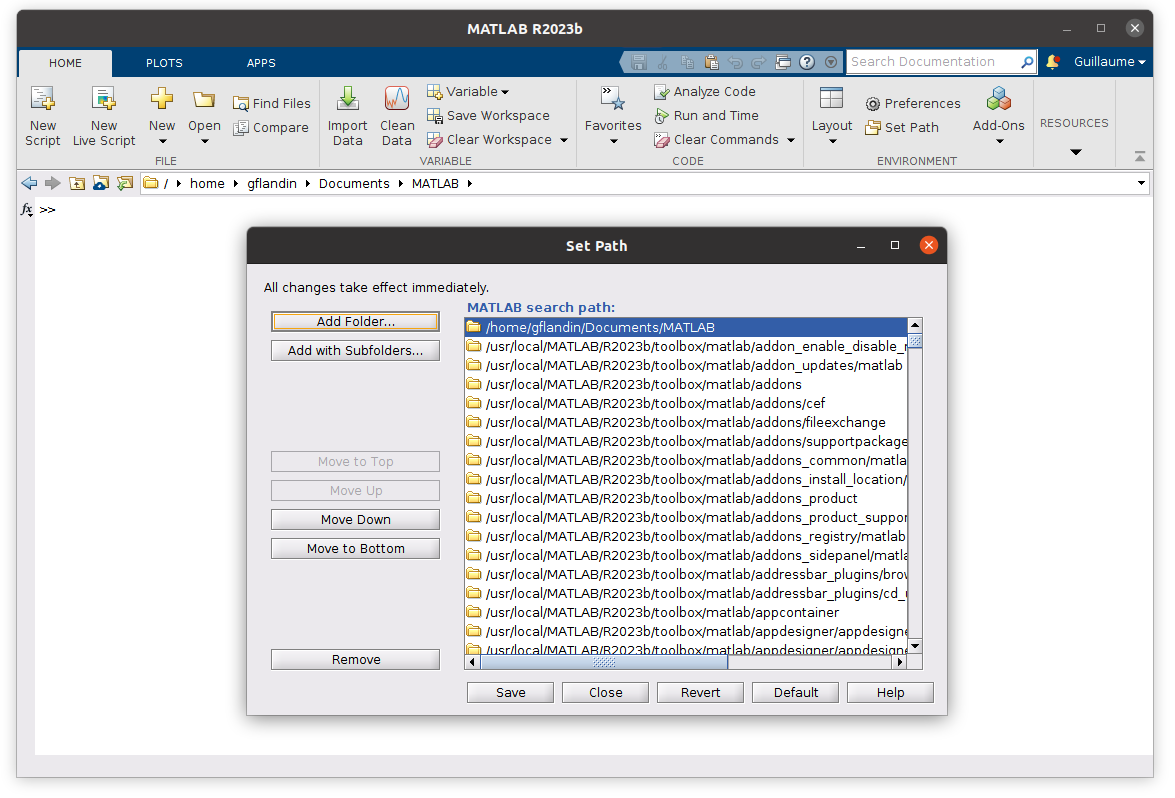 MATLAB R2023b
HOME PLOTS APPS
Search Documentation
Guillaume
New Script
New Live Script
New
Open
Find Files
Compare
FILE
Import Data
Clean Data
Variable
Save Workspace
Clear Workspace
VARIABLE
Favorites
Analyze Code
Run and Time
Clear Commands
CODE
Layout
Preferences
Set Path
Add-Ons
ENVIRONMENT
RESOURCES
/ home gflandin Documents MATLAB
fx >>
Set Path
All changes take effect immediately.
MATLAB search path:
Add Folder...
Add with Subfolders...
Move to Top
Move Up
Move Down
Move to Bottom
Remove
/home/gflandin/Documents/MATLAB
/usr/local/MATLAB/R2023b/toolbox/matlab/addon_enable_disable_
/usr/local/MATLAB/R2023b/toolbox/matlab/addon_updates/matlab
/usr/local/MATLAB/R2023b/toolbox/matlab/addons
/usr/local/MATLAB/R2023b/toolbox/matlab/addons/cef
/usr/local/MATLAB/R2023b/toolbox/matlab/addons/fileexchange
/usr/local/MATLAB/R2023b/toolbox/matlab/addons/supportpackage
/usr/local/MATLAB/R2023b/toolbox/matlab/addons_common/matla
/usr/local/MATLAB/R2023b/toolbox/matlab/addons_install_location/
/usr/local/MATLAB/R2023b/toolbox/matlab/addons_product
/usr/local/MATLAB/R2023b/toolbox/matlab/addons_product_suppor
/usr/local/MATLAB/R2023b/toolbox/matlab/addons_registry/matlab
/usr/local/MATLAB/R2023b/toolbox/matlab/addons_sidepanel/matla
/usr/local/MATLAB/R2023b/toolbox/matlab/addressbar_plugins/brow
/usr/local/MATLAB/R2023b/toolbox/matlab/addressbar_plugins/cd_
/usr/local/MATLAB/R2023b/toolbox/matlab/appcontainer
/usr/local/MATLAB/R2023b/toolbox/matlab/appdesigner/appdesigne
/usr/local/MATLAB/R2023b/toolbox/matlab/appdesigner/appdesigne
Save Close Revert Default Help